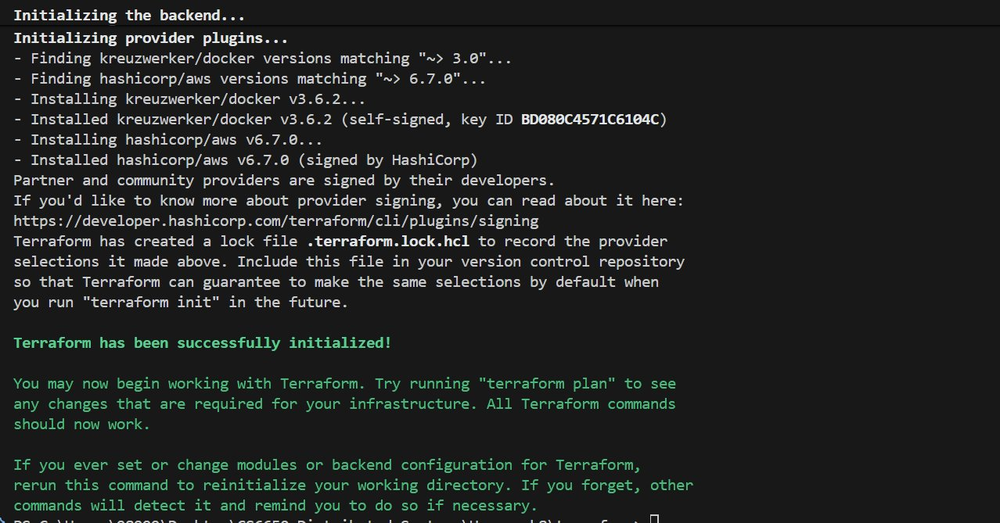 Initializing the backend...
Initializing provider plugins...
- Finding kreuzwerker/docker versions matching "~> 3.0"...
- Finding hashicorp/aws versions matching "~> 6.7.0"...
- Installing kreuzwerker/docker v3.6.2...
- Installed kreuzwerker/docker v3.6.2 (self-signed, key ID BD080C4571C6104C)
- Installing hashicorp/aws v6.7.0...
- Installed hashicorp/aws v6.7.0 (signed by HashiCorp)
Partner and community providers are signed by their developers.
If you'd like to know more about provider signing, you can read about it here:
https://developer.hashicorp.com/terraform/cli/plugins/signing
Terraform has created a lock file .terraform.lock.hcl to record the provider
selections it made above. Include this file in your version control repository
so that Terraform can guarantee to make the same selections by default when
you run "terraform init" in the future.
Terraform has been successfully initialized!
You may now begin working with Terraform. Try running "terraform plan" to see
any changes that are required for your infrastructure. All Terraform commands
should now work.
If you ever set or change modules or backend configuration for Terraform,
rerun this command to reinitialize your working directory. If you forget, other
commands will detect it and remind you to do so if necessary.